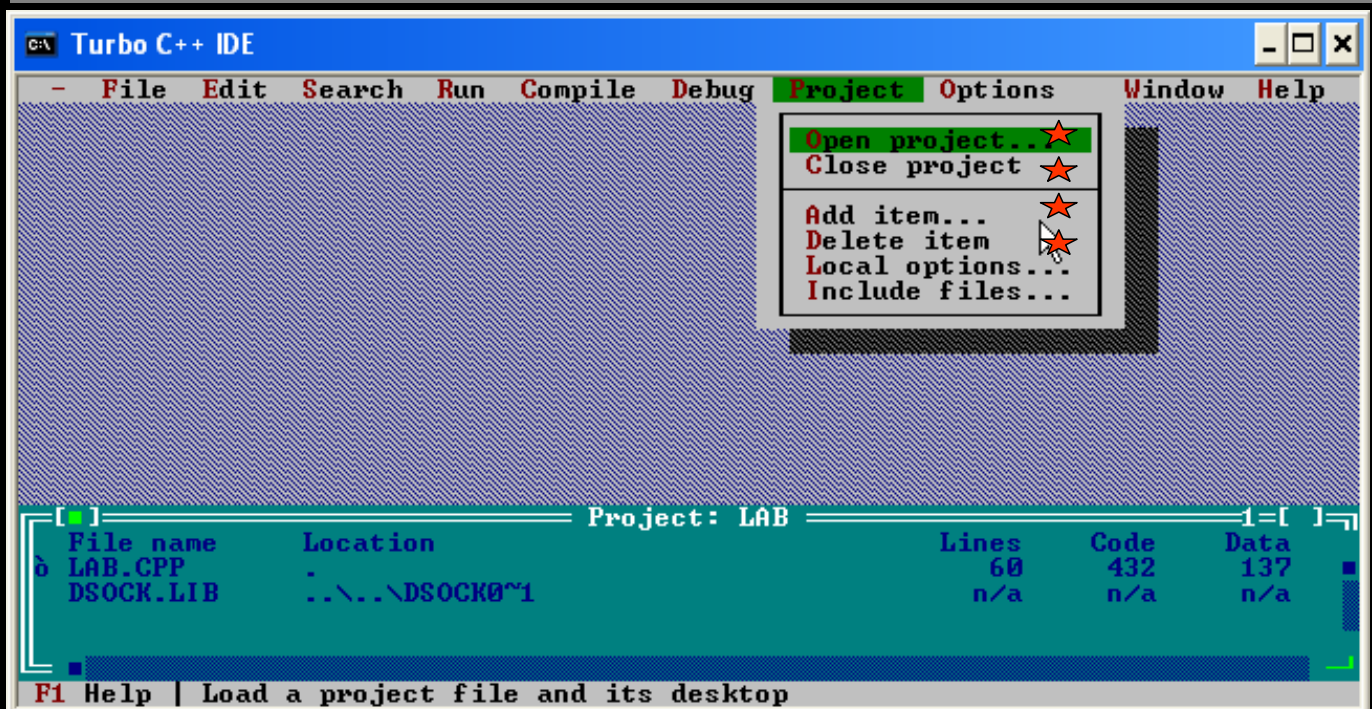 Turbo C++ IDE
- File Edit Search Run Compile Debug Project Options Window Help
Open project...
Close project
Add item...
Delete item
Local options...
Include files...
[■] Project: LAB 1=[ ]
File name Location Lines Code Data
ò LAB.CPP . 60 432 137
DSOCK.LIB ..\..\DSOCK0~1 n/a n/a n/a
F1 Help | Load a project file and its desktop